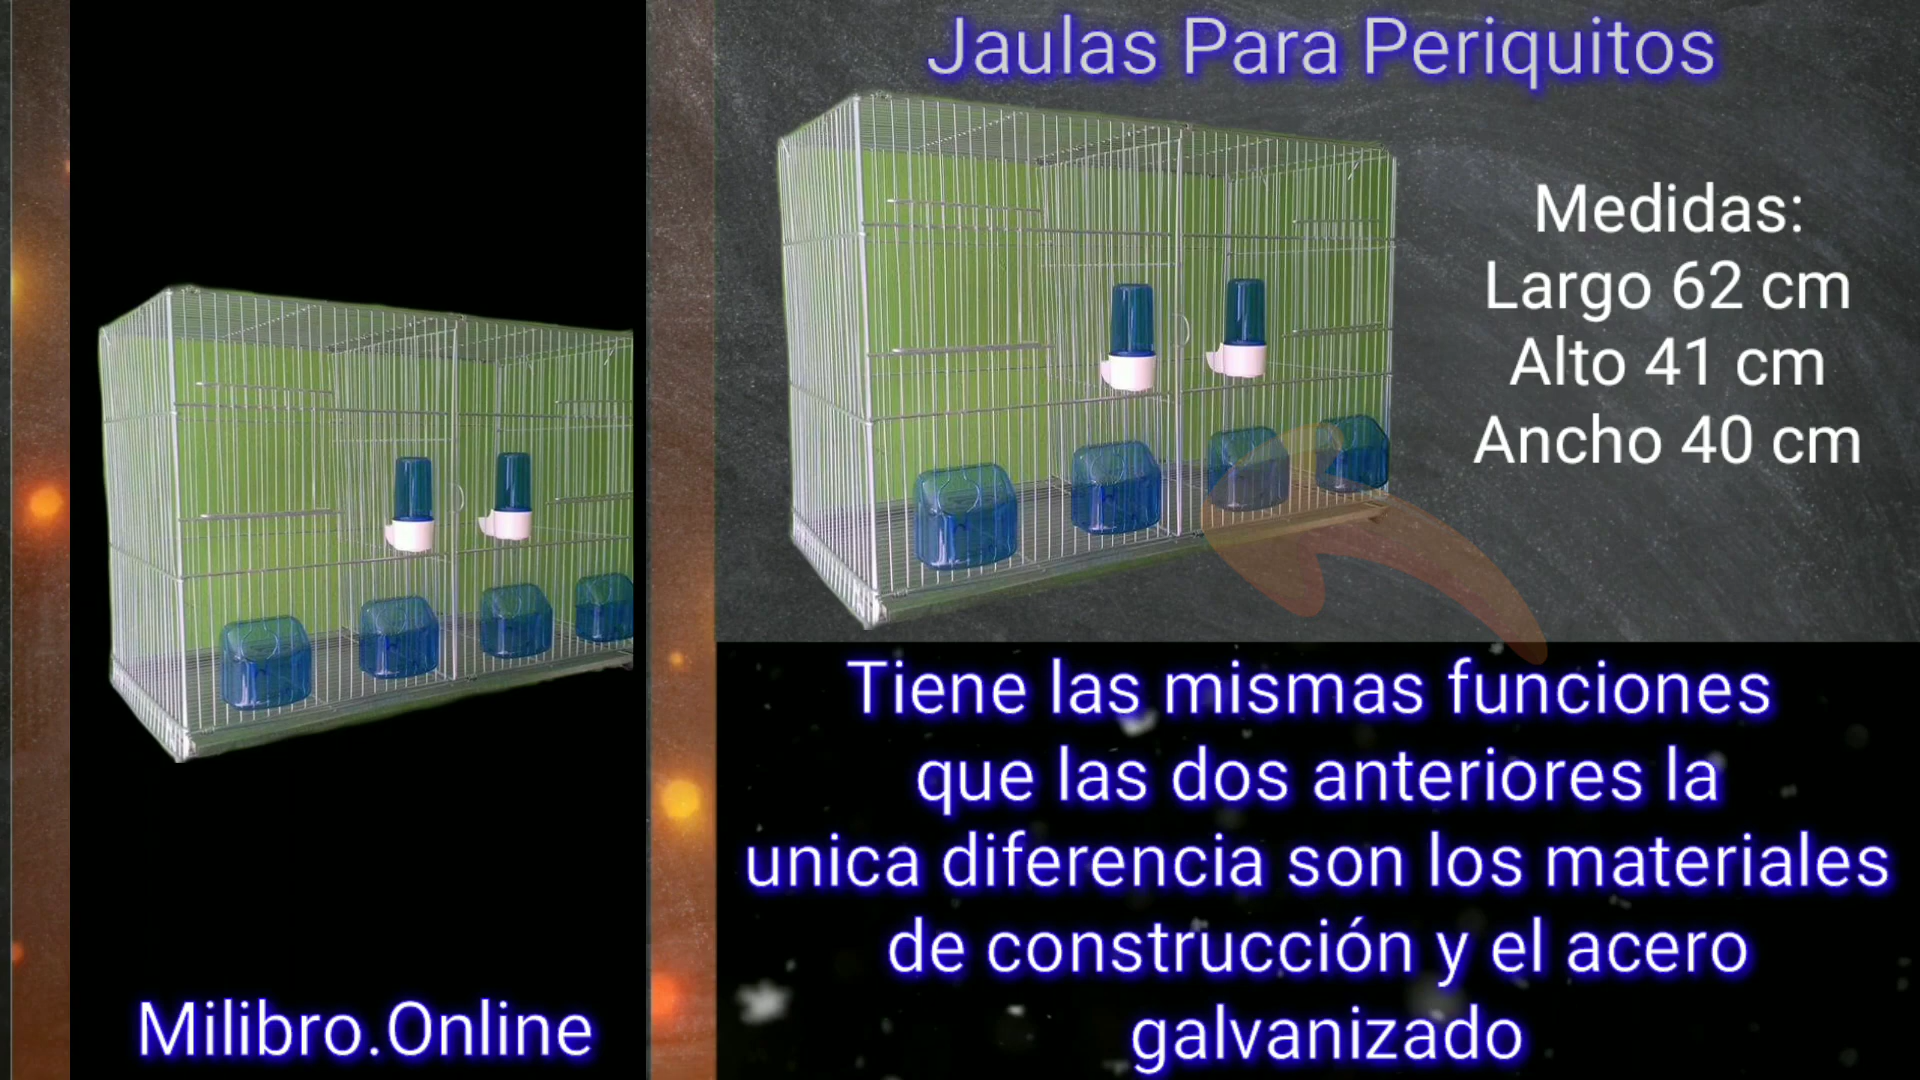 Jaulas Para Periquitos
Medidas:
Largo 62 cm
Alto 41 cm
Ancho 40 cm
Tiene las mismas funciones
que las dos anteriores la
unica diferencia son los materiales
de construcción y el acero
galvanizado
Milibro.Online